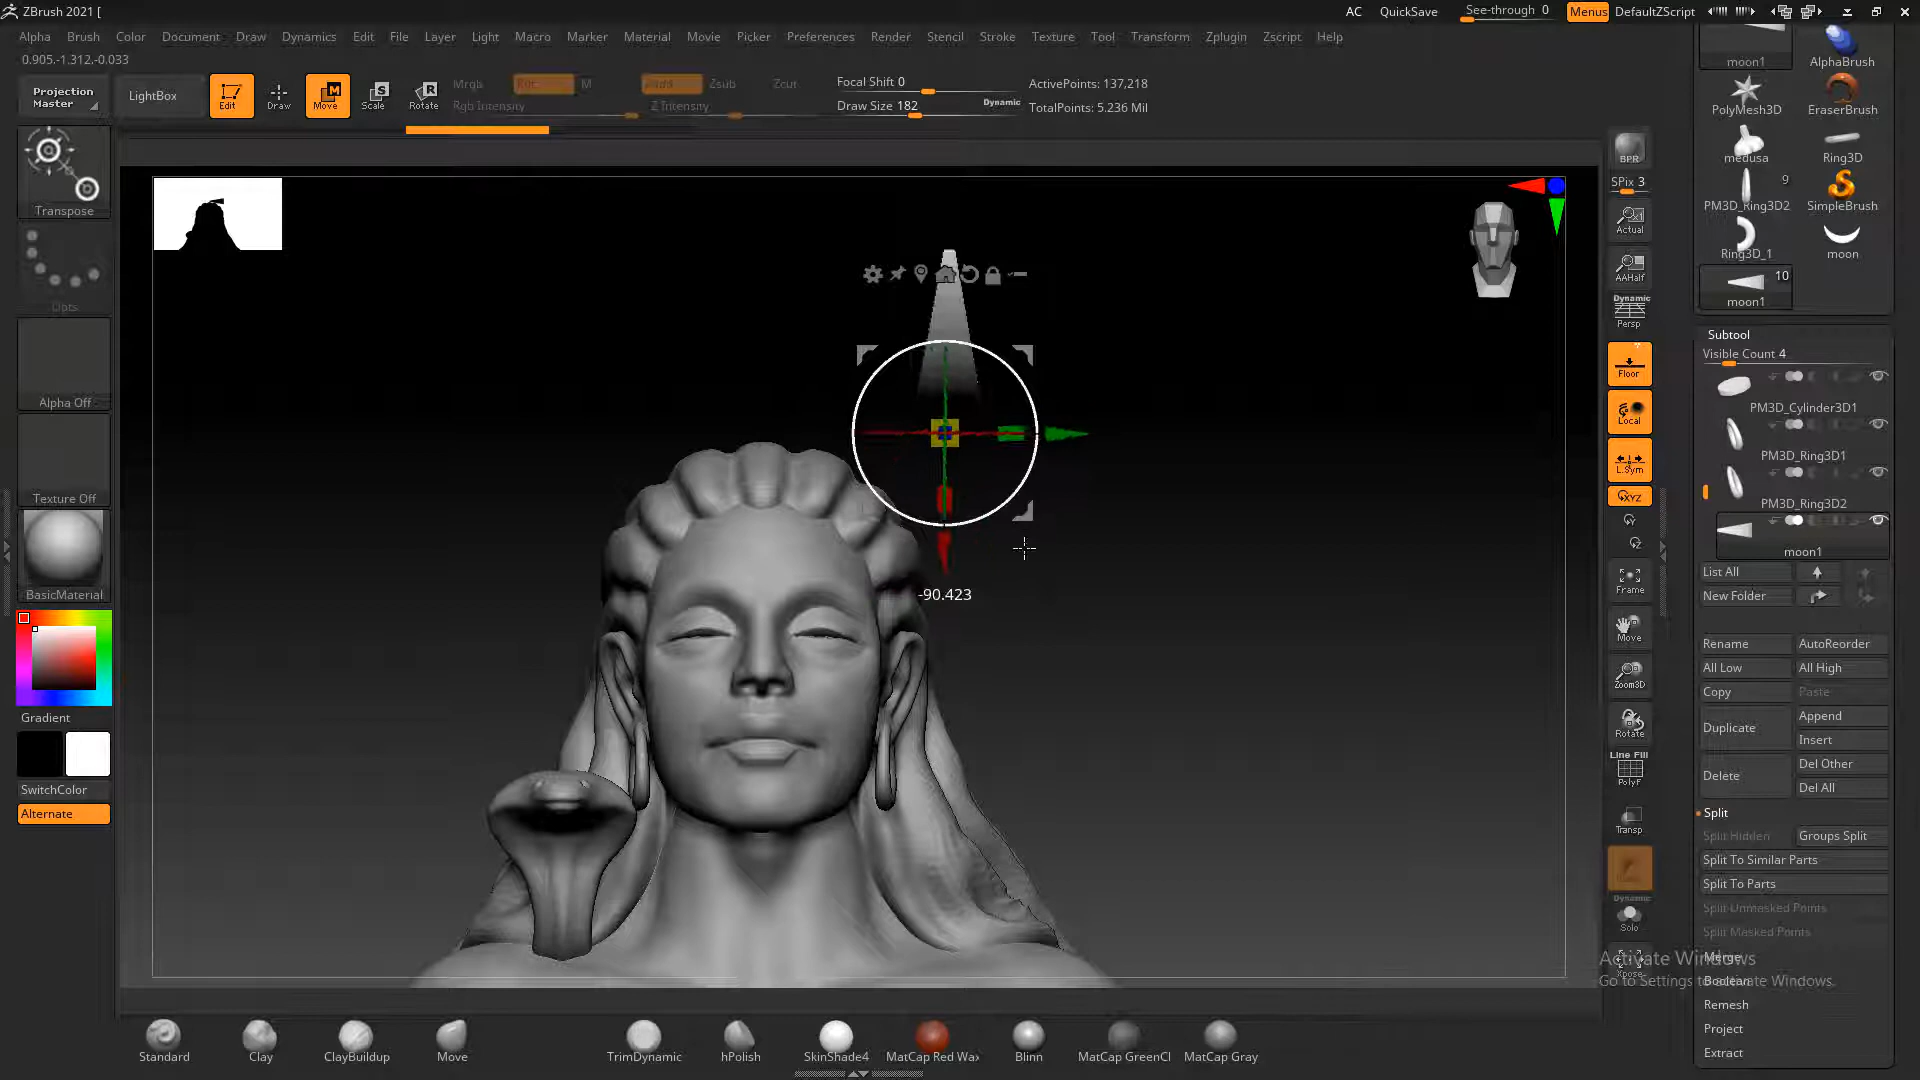 ZBrush 2021 [
AC QuickSave See-through 0 Menus DefaultZScript
Alpha Brush Color Document Draw Dynamics Edit File Layer Light Macro Marker Material Movie Picker Preferences Render Stencil Stroke Texture Tool Transform Zplugin Zscript Help
0.905,-1.312,-0.033
Projection Master
LightBox
Edit
Draw
Move
Scale
Rotate
Mrgb
M
Rgb Intensity
Zsub
Zcut
Z Intensity
Focal Shift 0
Draw Size 182
Dynamic
ActivePoints: 137,218
TotalPoints: 5.236 Mil
Transpose
Alpha Off
Texture Off
BasicMaterial
Gradient
SwitchColor
Alternate
-90.423
BPR
SPix 3
Actual
AAHalf
Dynamic
Persp
Floor
Local
L.Sym
XYZ
Frame
Move
Zoom3D
Rotate
Line Fill
PolyF
Transp
Dynamic
Solo
Xpose
moon1
AlphaBrush
PolyMesh3D
EraserBrush
medusa
Ring3D
9
PM3D_Ring3D2
SimpleBrush
Ring3D_1
moon
10
moon1
Subtool
Visible Count 4
PM3D_Cylinder3D1
PM3D_Ring3D1
PM3D_Ring3D2
moon1
List All
New Folder
Rename AutoReorder
All Low All High
Copy Paste
Duplicate
Append
Insert
Delete
Del Other
Del All
Split
Split Hidden Groups Split
Split To Similar Parts
Split To Parts
Split Unmasked Points
Split Masked Points
Merge
Boolean
Remesh
Project
Extract
Activate Windows
Go to Settings to activate Windows.
Standard Clay ClayBuildup Move TrimDynamic hPolish SkinShade4 MatCap Red Wax Blinn MatCap GreenCl MatCap Gray